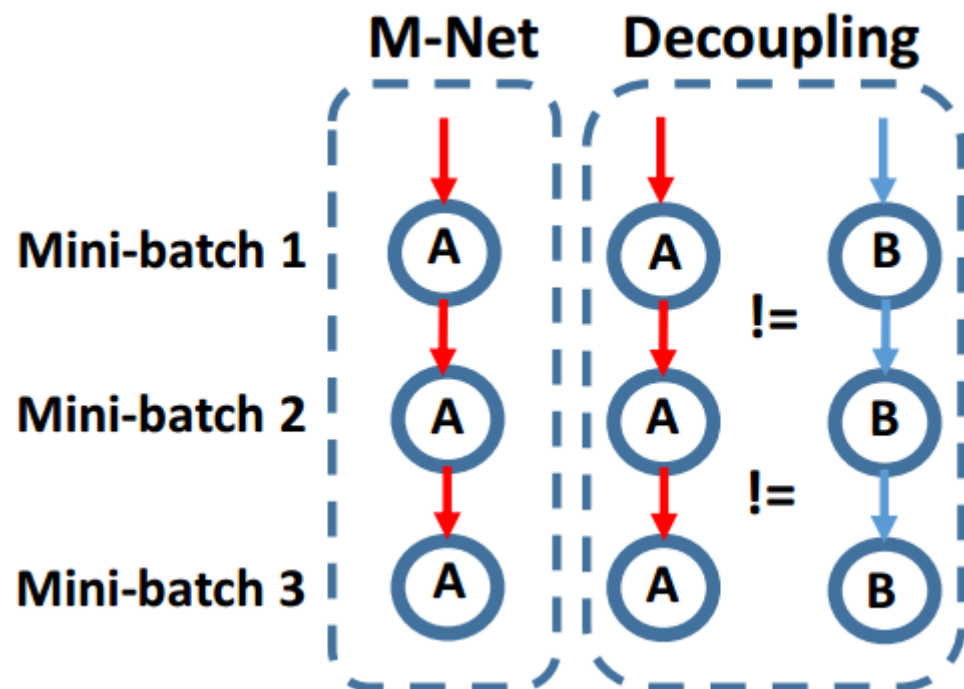 M-Net Decoupling
Mini-batch 1 A A B
!=
Mini-batch 2 A A B
!=
Mini-batch 3 A A B